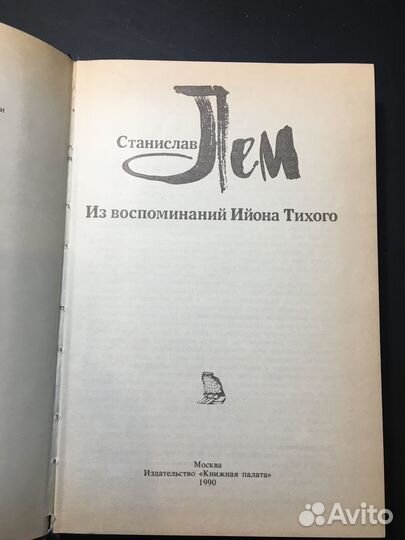 и
Станислав Лем
Из воспоминаний Ийона Тихого
Москва
Издательство «Книжная палата»
1990
Avito